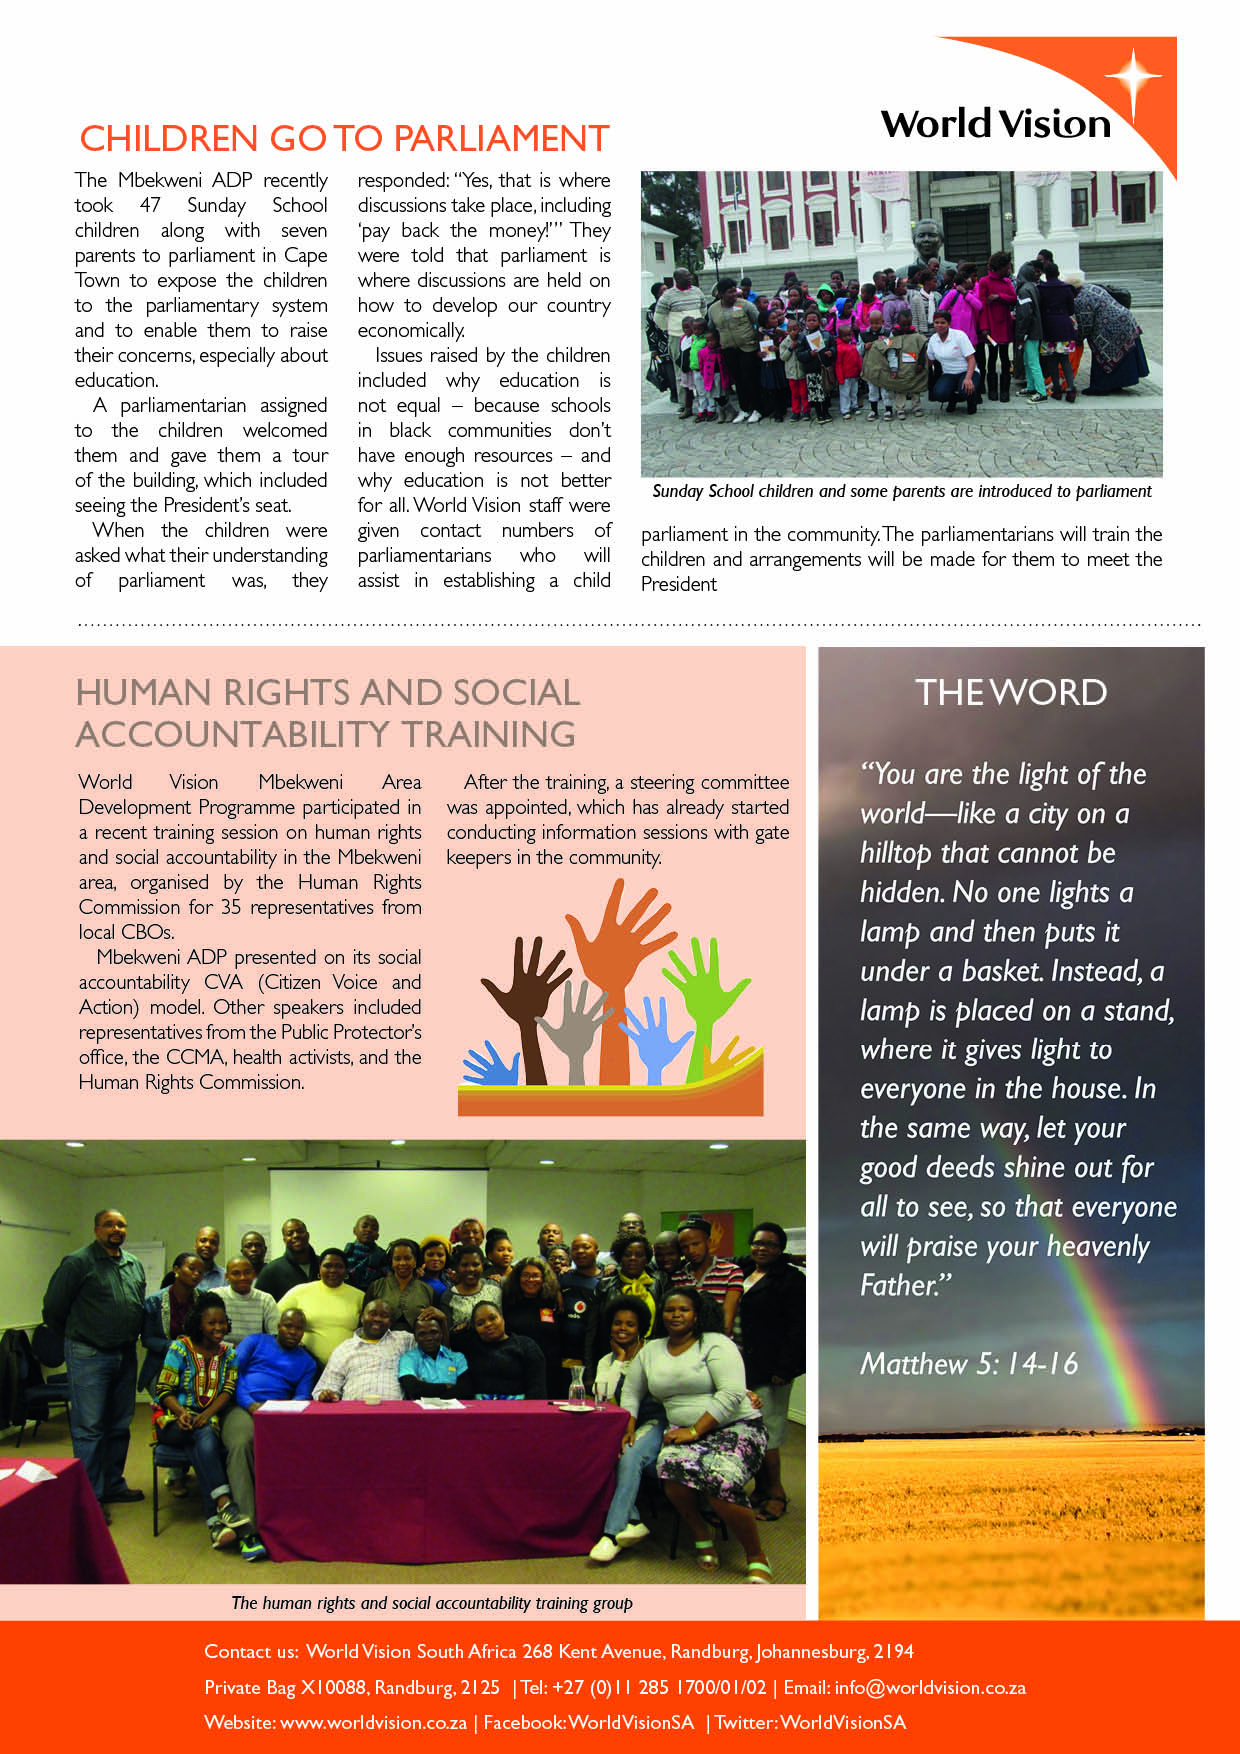 World Vision
CHILDREN GO TO PARLIAMENT
The Mbekweni ADP recently
took 47 Sunday School
children along with seven
parents to parliament in Cape
Town to expose the children
to the parliamentary system
and to enable them to raise
their concerns, especially about
education.
A parliamentarian assigned
to the children welcomed
them and gave them a tour
of the building, which included
seeing the President's seat.
When the children were
asked what their understanding
of parliament was, they
responded: “Yes, that is where
discussions take place, including
‘pay back the money!’” They
were told that parliament is
where discussions are held on
how to develop our country
economically.
Issues raised by the children
included why education is
not equal – because schools
in black communities don't
have enough resources – and
why education is not better
for all. World Vision staff were
given contact numbers of
parliamentarians who will
assist in establishing a child
Sunday School children and some parents are introduced to parliament
parliament in the community. The parliamentarians will train the
children and arrangements will be made for them to meet the
President
HUMAN RIGHTS AND SOCIAL
ACCOUNTABILITY TRAINING
World Vision Mbekweni Area
Development Programme participated in
a recent training session on human rights
and social accountability in the Mbekweni
area, organised by the Human Rights
Commission for 35 representatives from
local CBOs.
Mbekweni ADP presented on its social
accountability CVA (Citizen Voice and
Action) model. Other speakers included
representatives from the Public Protector's
office, the CCMA, health activists, and the
Human Rights Commission.
After the training, a steering committee
was appointed, which has already started
conducting information sessions with gate
keepers in the community.
The human rights and social accountability training group
THE WORD
“You are the light of the
world—like a city on a
hilltop that cannot be
hidden. No one lights a
lamp and then puts it
under a basket. Instead, a
lamp is placed on a stand,
where it gives light to
everyone in the house. In
the same way, let your
good deeds shine out for
all to see, so that everyone
will praise your heavenly
Father.”
Matthew 5: 14-16
Contact us: World Vision South Africa 268 Kent Avenue, Randburg, Johannesburg, 2194
Private Bag X10088, Randburg, 2125 | Tel: +27 (0)11 285 1700/01/02 | Email: info@worldvision.co.za
Website: www.worldvision.co.za | Facebook: WorldVisionSA | Twitter: WorldVisionSA